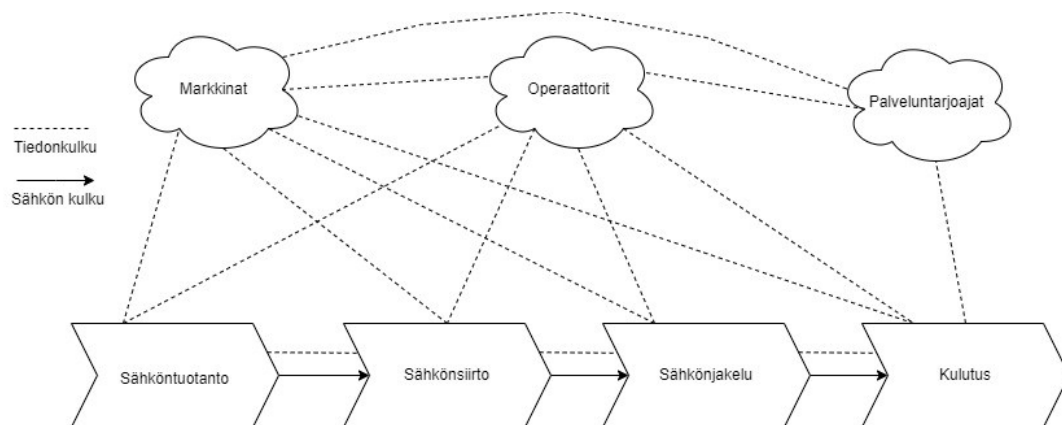 Markkinat
Operaattorit
Palveluntarjoajat
Tiedonkulku
Sähkön kulku
Sähköntuotanto
Sähkönsiirto
Sähkönjakelu
Kulutus